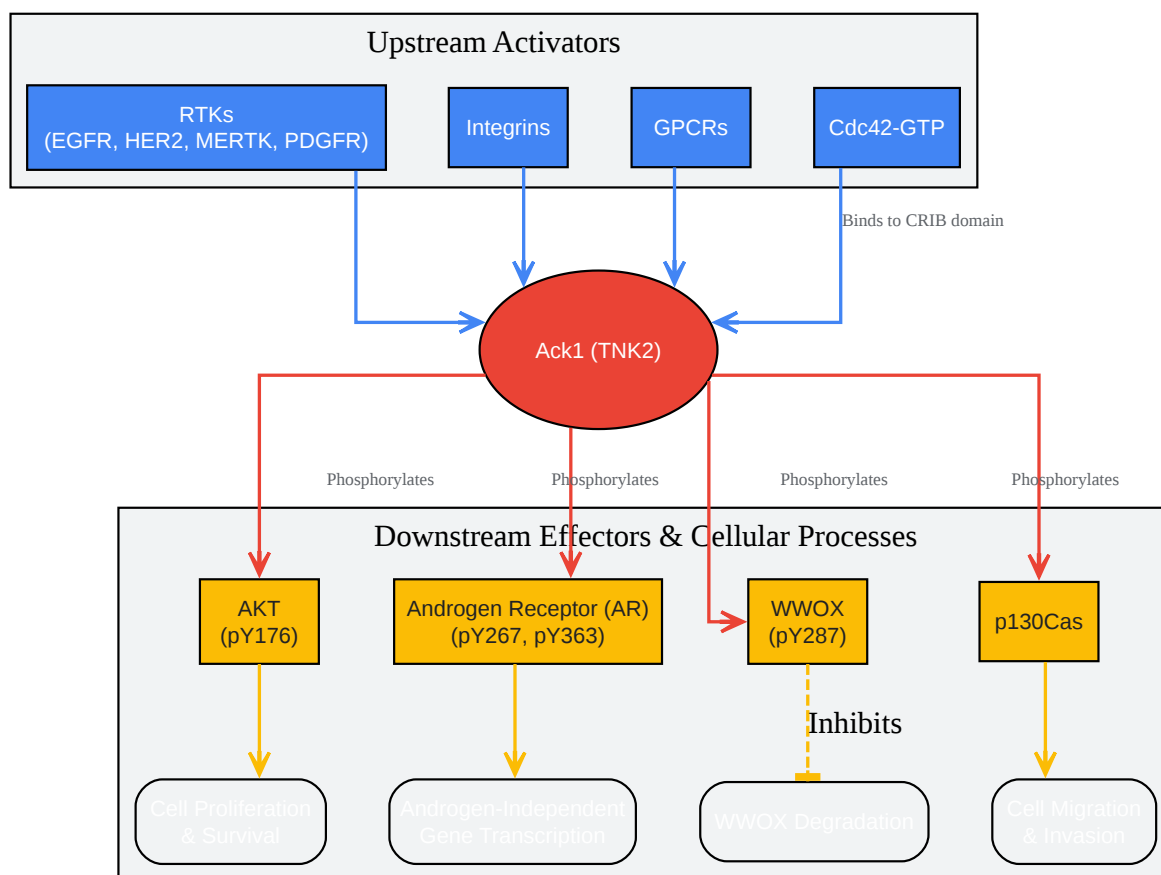 Upstream Activators
RTKs
(EGFR, HER2, MERTK, PDGFR)
Integrins
GPCRs
Cdc42-GTP
Binds to CRIB domain
Ack1 (TNK2)
Phosphorylates
Phosphorylates
Phosphorylates
Phosphorylates
Downstream Effectors & Cellular Processes
AKT
(pY176)
Androgen Receptor (AR)
(pY267, pY363)
WWOX
(pY287)
p130Cas
Inhibits
Cell Proliferation
& Survival
Androgen-Independent
Gene Transcription
WWOX Degradation
Cell Migration
& Invasion